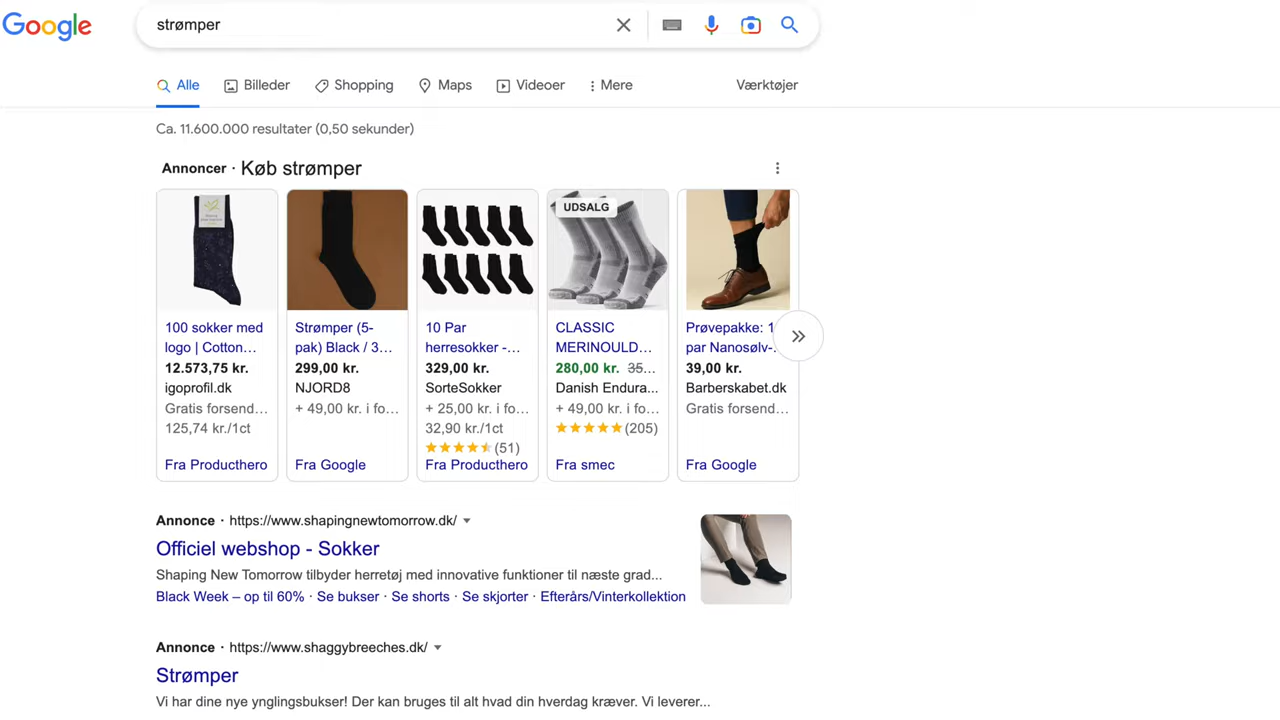 Google
strømper
Alle
Billeder
Shopping
Maps
Videoer
Mere
Værktøjer
Ca. 11.600.000 resultater (0,50 sekunder)
Annoncer · Køb strømper
100 sokker med
logo | Cotton...
12.573,75 kr.
igoprofil.dk
Gratis forsend...
125,74 kr./1ct
Fra Producthero
Strømper (5-
pak) Black / 3...
299,00 kr.
NJORD8
+ 49,00 kr. i fo...
Fra Google
10 Par
herresokker -...
329,00 kr.
SorteSokker
+ 25,00 kr. i fo...
32,90 kr./1ct
(51)
Fra Producthero
UDSALG
CLASSIC
MERINOULD...
280,00 kr. 35...
Danish Endura...
+ 49,00 kr. i fo...
(205)
Fra smec
Prøvepakke: 1
par Nanosølv-...
39,00 kr.
Barberskabet.dk
Gratis forsend...
Fra Google
Annonce · https://www.shapingnewtomorrow.dk/
Officiel webshop - Sokker
Shaping New Tomorrow tilbyder herretøj med innovative funktioner til næste grad...
Black Week – op til 60% · Se bukser · Se shorts · Se skjorter · Efterårs/Vinterkollektion
Annonce · https://www.shaggybreeches.dk/
Strømper
Vi har dine nye ynglingsbukser! Der kan bruges til alt hvad din hverdag kræver. Vi leverer...